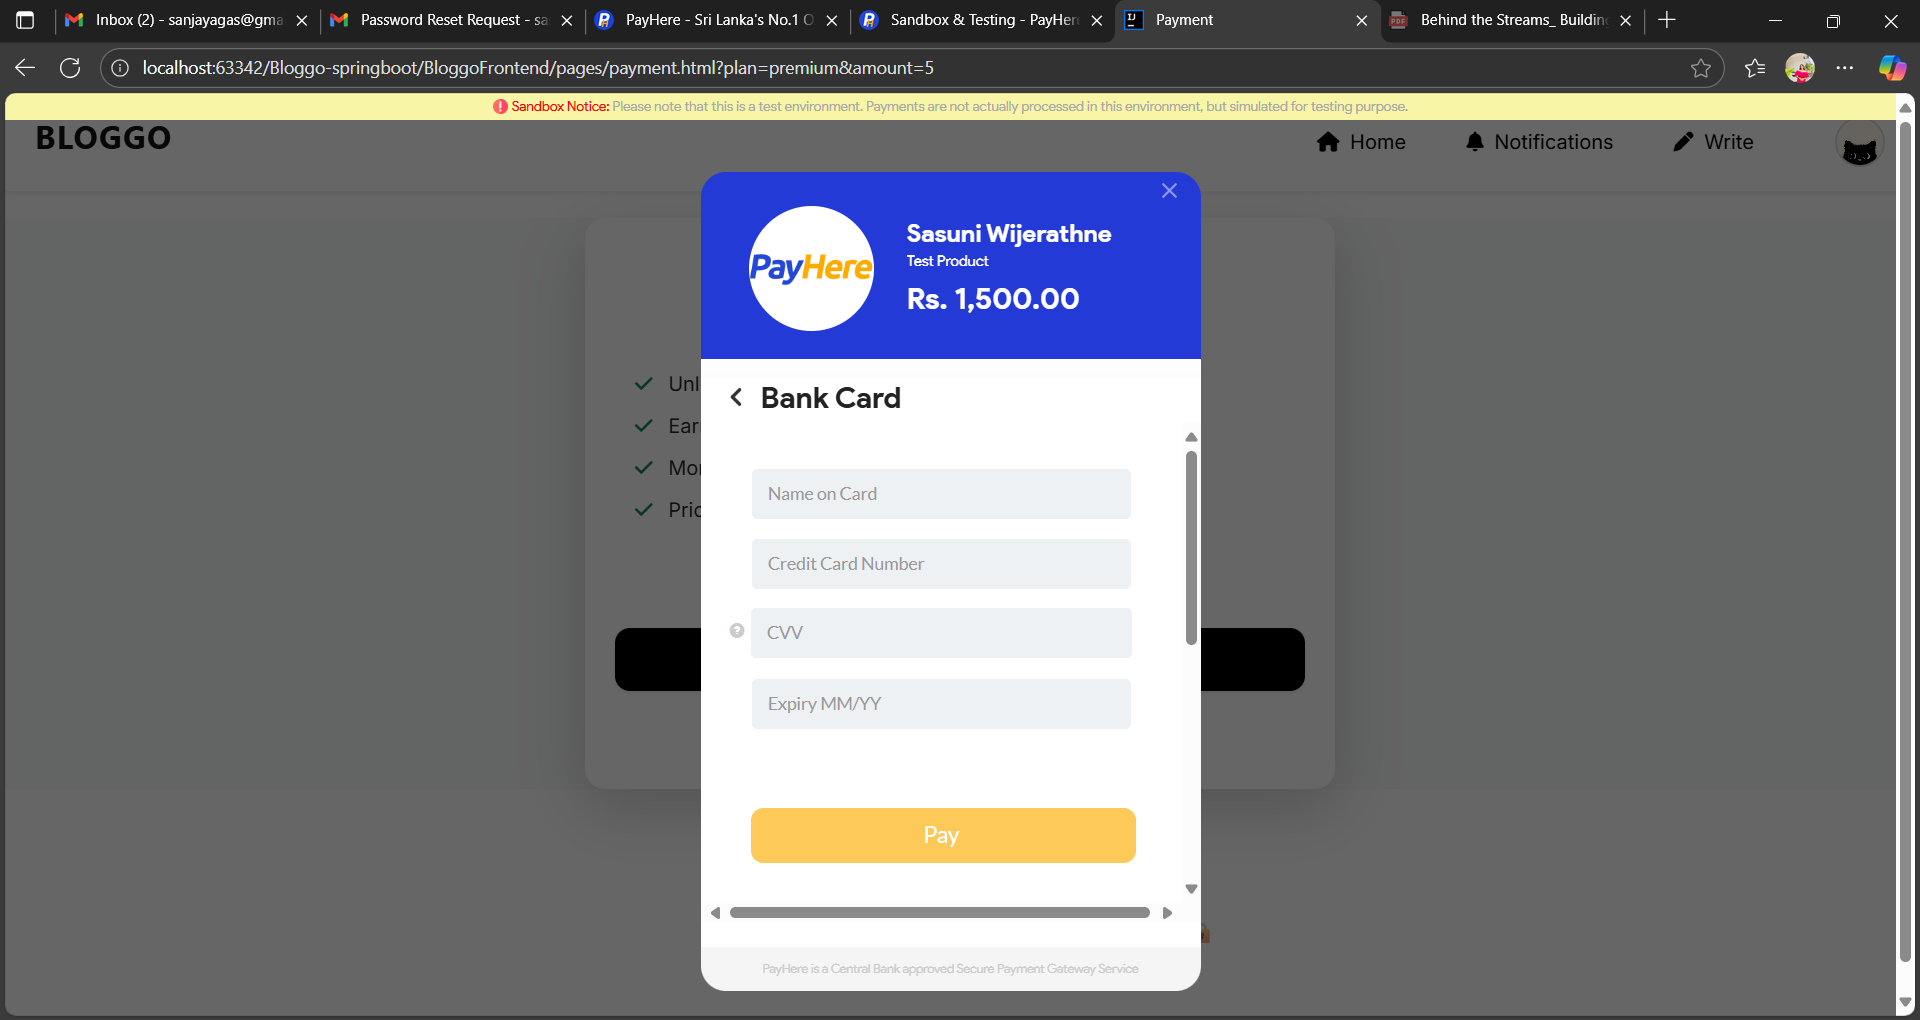 Inbox (2) - sanjayagas@gma
Password Reset Request - sa
PayHere - Sri Lanka's No.1 O
Sandbox & Testing - PayHere
Payment
Behind the Streams_ Building
localhost:63342/Bloggo-springboot/BloggoFrontend/pages/payment.html?plan=premium&amount=5
Sandbox Notice: Please note that this is a test environment. Payments are not actually processed in this environment, but simulated for testing purpose.
BLOGGO
Home
Notifications
Write
PayHere
Sasuni Wijerathne
Test Product
Rs. 1,500.00
Unl
Ear
Mor
Pric
Bank Card
Name on Card
Credit Card Number
CVV
Expiry MM/YY
Pay
PayHere is a Central Bank approved Secure Payment Gateway Service